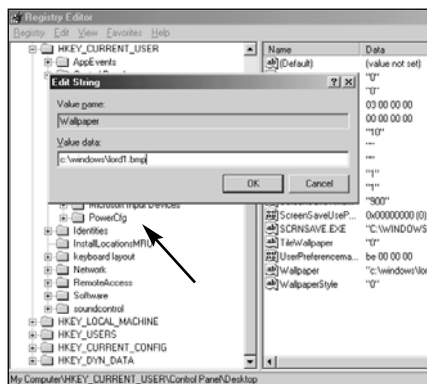 Registry Editor
Registry Edit View Favorites Help
HKEY_CURRENT_USER
AppEvents
Name Data
(Default) (value not set)
"0"
"0"
03 00 00 00
00 00 00 00
"10"
""
""
"1"
"1"
"900"
Edit String
Value name:
Wallpaper
Value data:
c:\windows\lord1.bmp
OK Cancel
Microsoft Input Devices
PowerCfg
Identities
InstallLocationsMRU
keyboard layout
Network
RemoteAccess
Software
soundcontrol
HKEY_LOCAL_MACHINE
HKEY_USERS
HKEY_CURRENT_CONFIG
HKEY_DYN_DATA
ScreenSaveUseP... 0x00000000 (0)
SCRNSAVE.EXE "C:\WINDOWS
TileWallpaper "0"
UserPreferencema... be 00 00 00
Wallpaper "c:\windows\lor
WallpaperStyle "0"
My Computer\HKEY_CURRENT_USER\Control Panel\Desktop